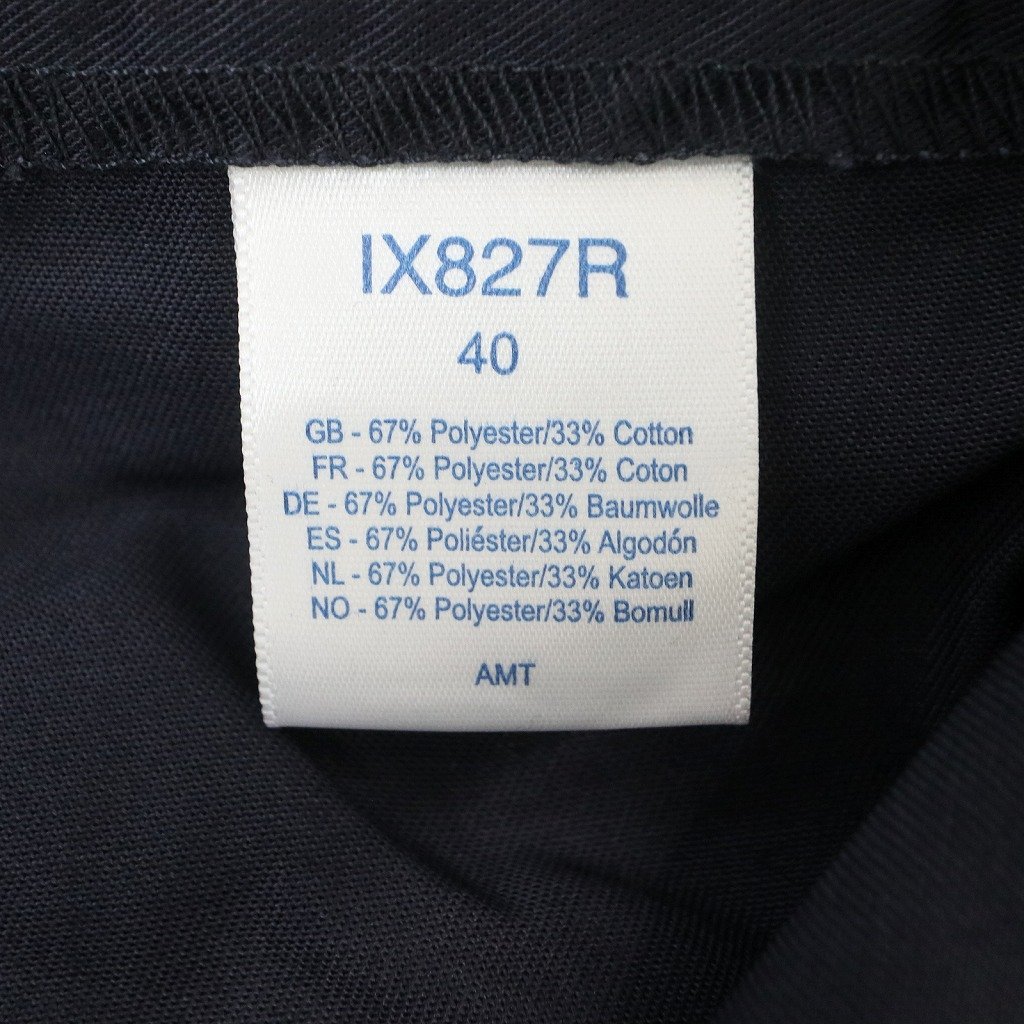 IX827R
40
GB - 67% Polyester/33% Cotton
FR - 67% Polyester/33% Coton
DE - 67% Polyester/33% Baumwolle
ES - 67% Poliéster/33% Algodón
NL - 67% Polyester/33% Katoen
NO - 67% Polyester/33% Bomull
AMT